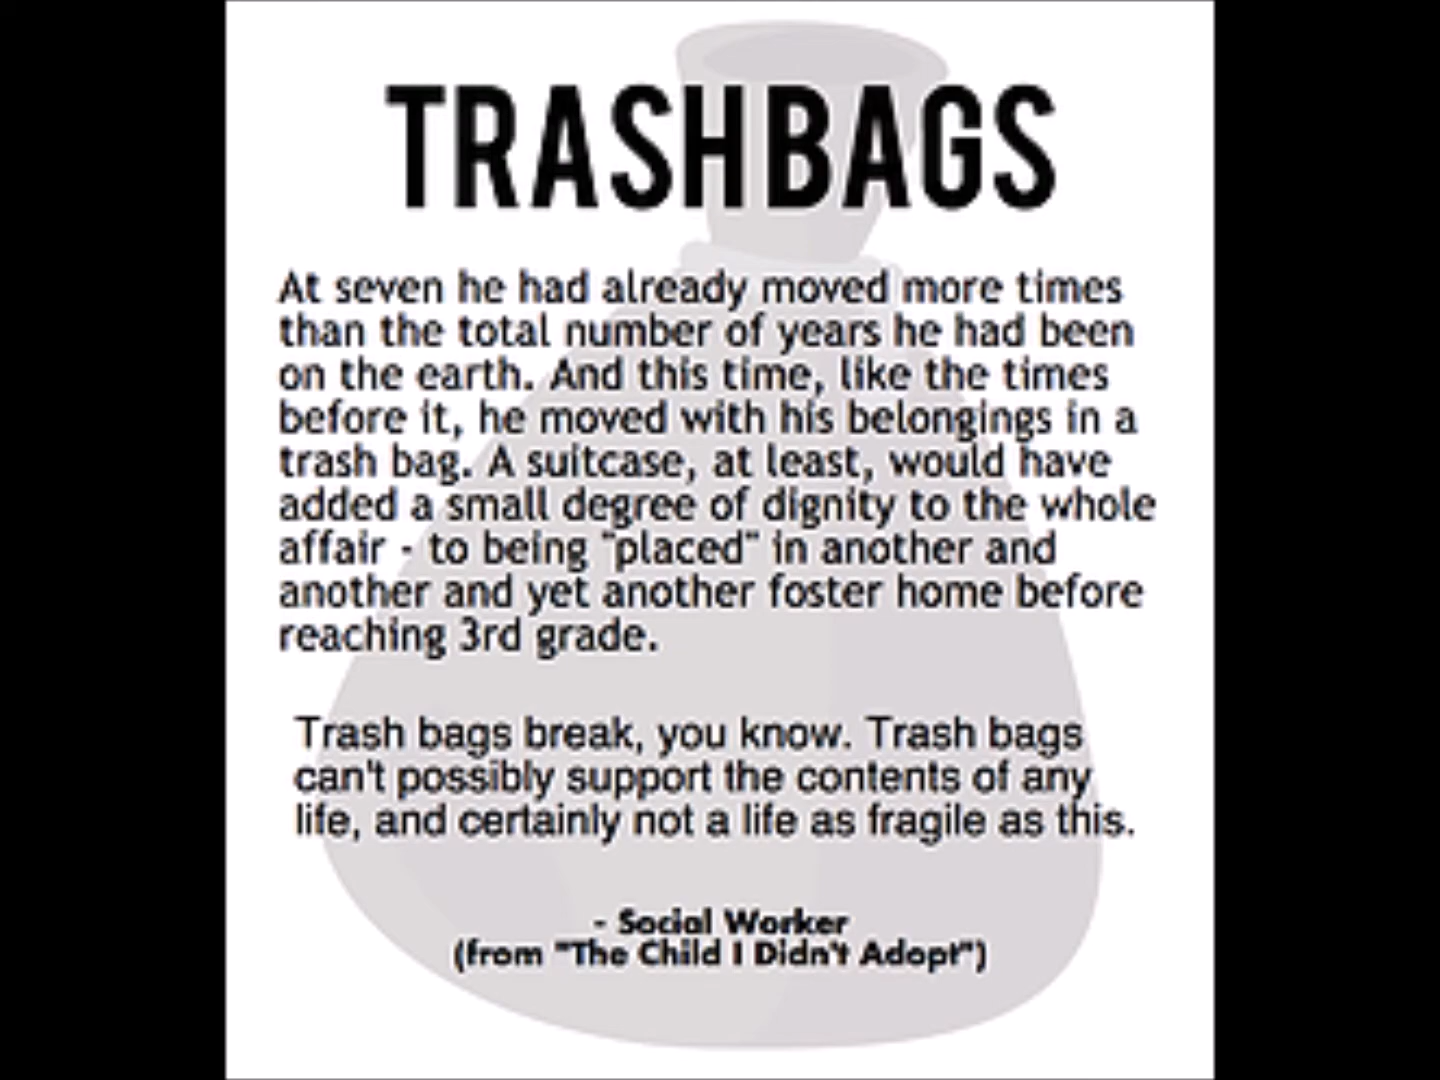 TRASHBAGS
At seven he had already moved more times
than the total number of years he had been
on the earth. And this time, like the times
before it, he moved with his belongings in a
trash bag. A suitcase, at least, would have
added a small degree of dignity to the whole
affair - to being "placed" in another and
another and yet another foster home before
reaching 3rd grade.
Trash bags break, you know. Trash bags
can't possibly support the contents of any
life, and certainly not a life as fragile as this.
- Social Worker
(from "The Child I Didn't Adopt")